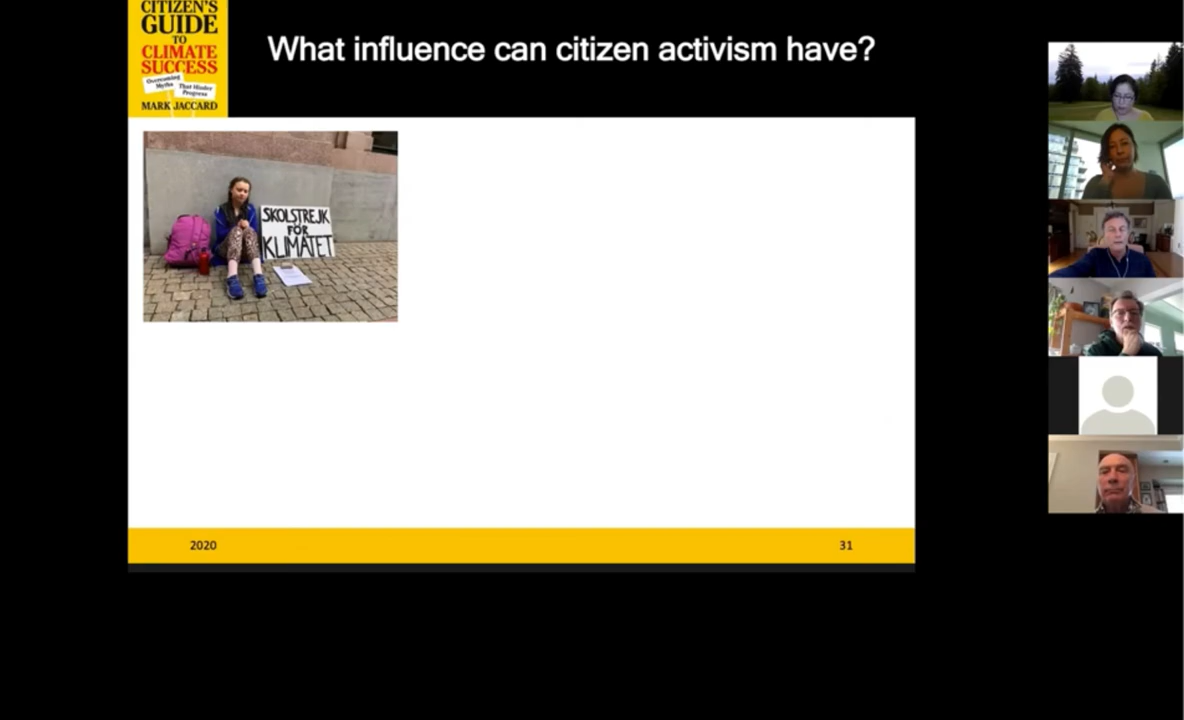 CITIZEN'S
GUIDE
TO
CLIMATE
SUCCESS
Overcoming
Myths
That Hinder
Progress
MARK JACCARD
What influence can citizen activism have?
SKOLSTREJK
FÖR
KLIMATET
2020
31